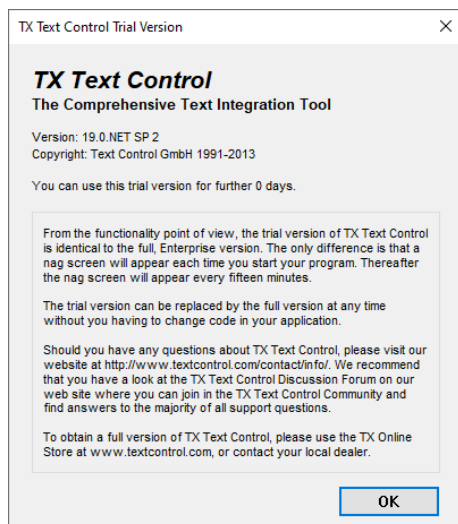 TX Text Control Trial Version
TX Text Control
The Comprehensive Text Integration Tool
Version: 19.0.NET SP 2
Copyright: Text Control GmbH 1991-2013
You can use this trial version for further 0 days.
From the functionality point of view, the trial version of TX Text Control
is identical to the full, Enterprise version. The only difference is that a
nag screen will appear each time you start your program. Thereafter
the nag screen will appear every fifteen minutes.
The trial version can be replaced by the full version at any time
without you having to change code in your application.
Should you have any questions about TX Text Control, please visit our
website at http://www.textcontrol.com/contact/info/. We recommend
that you have a look at the TX Text Control Discussion Forum on our
web site where you can join in the TX Text Control Community and
find answers to the majority of all support questions.
To obtain a full version of TX Text Control, please use the TX Online
Store at www.textcontrol.com, or contact your local dealer.
OK